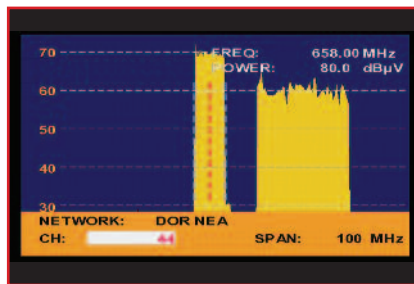 70 FREQ: 658.00 MHz
POWER: 80.0 dBµV
60
50
40
30
NETWORK: DOR NEA
CH: 44 SPAN: 100 MHz